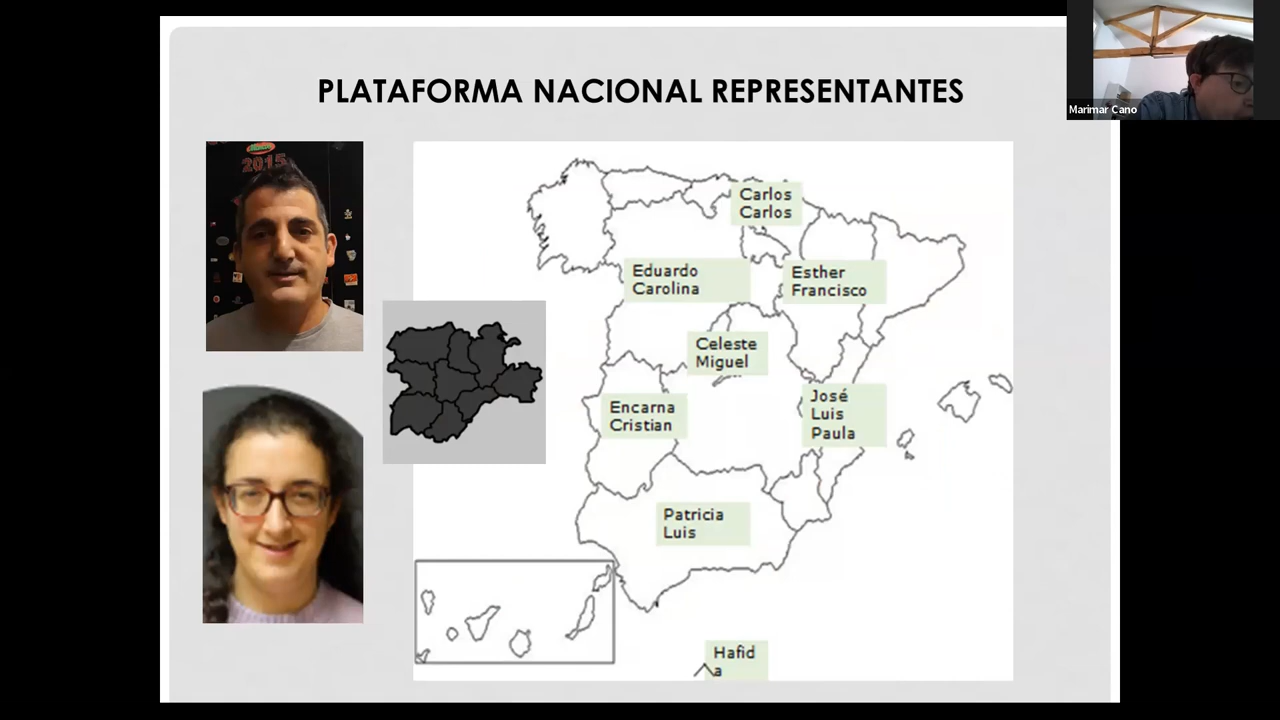 PLATAFORMA NACIONAL REPRESENTANTES
Marimar Cano
2015
Carlos
Carlos
Eduardo
Carolina
Esther
Francisco
Celeste
Miguel
Encarna
Cristian
José
Luis
Paula
Patricia
Luis
Hafid
a